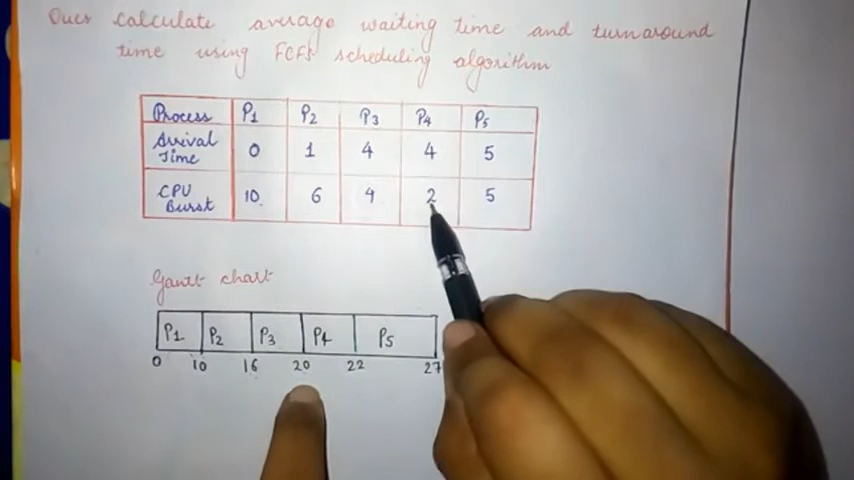 Ques calculate average waiting time and turnaround
time using FCFS scheduling algorithm
Process P1 P2 P3 P4 P5
Arrival Time 0 1 4 4 5
CPU Burst 10 6 4 2 5
Gantt chart
P1 P2 P3 P4 P5
0 10 16 20 22 27